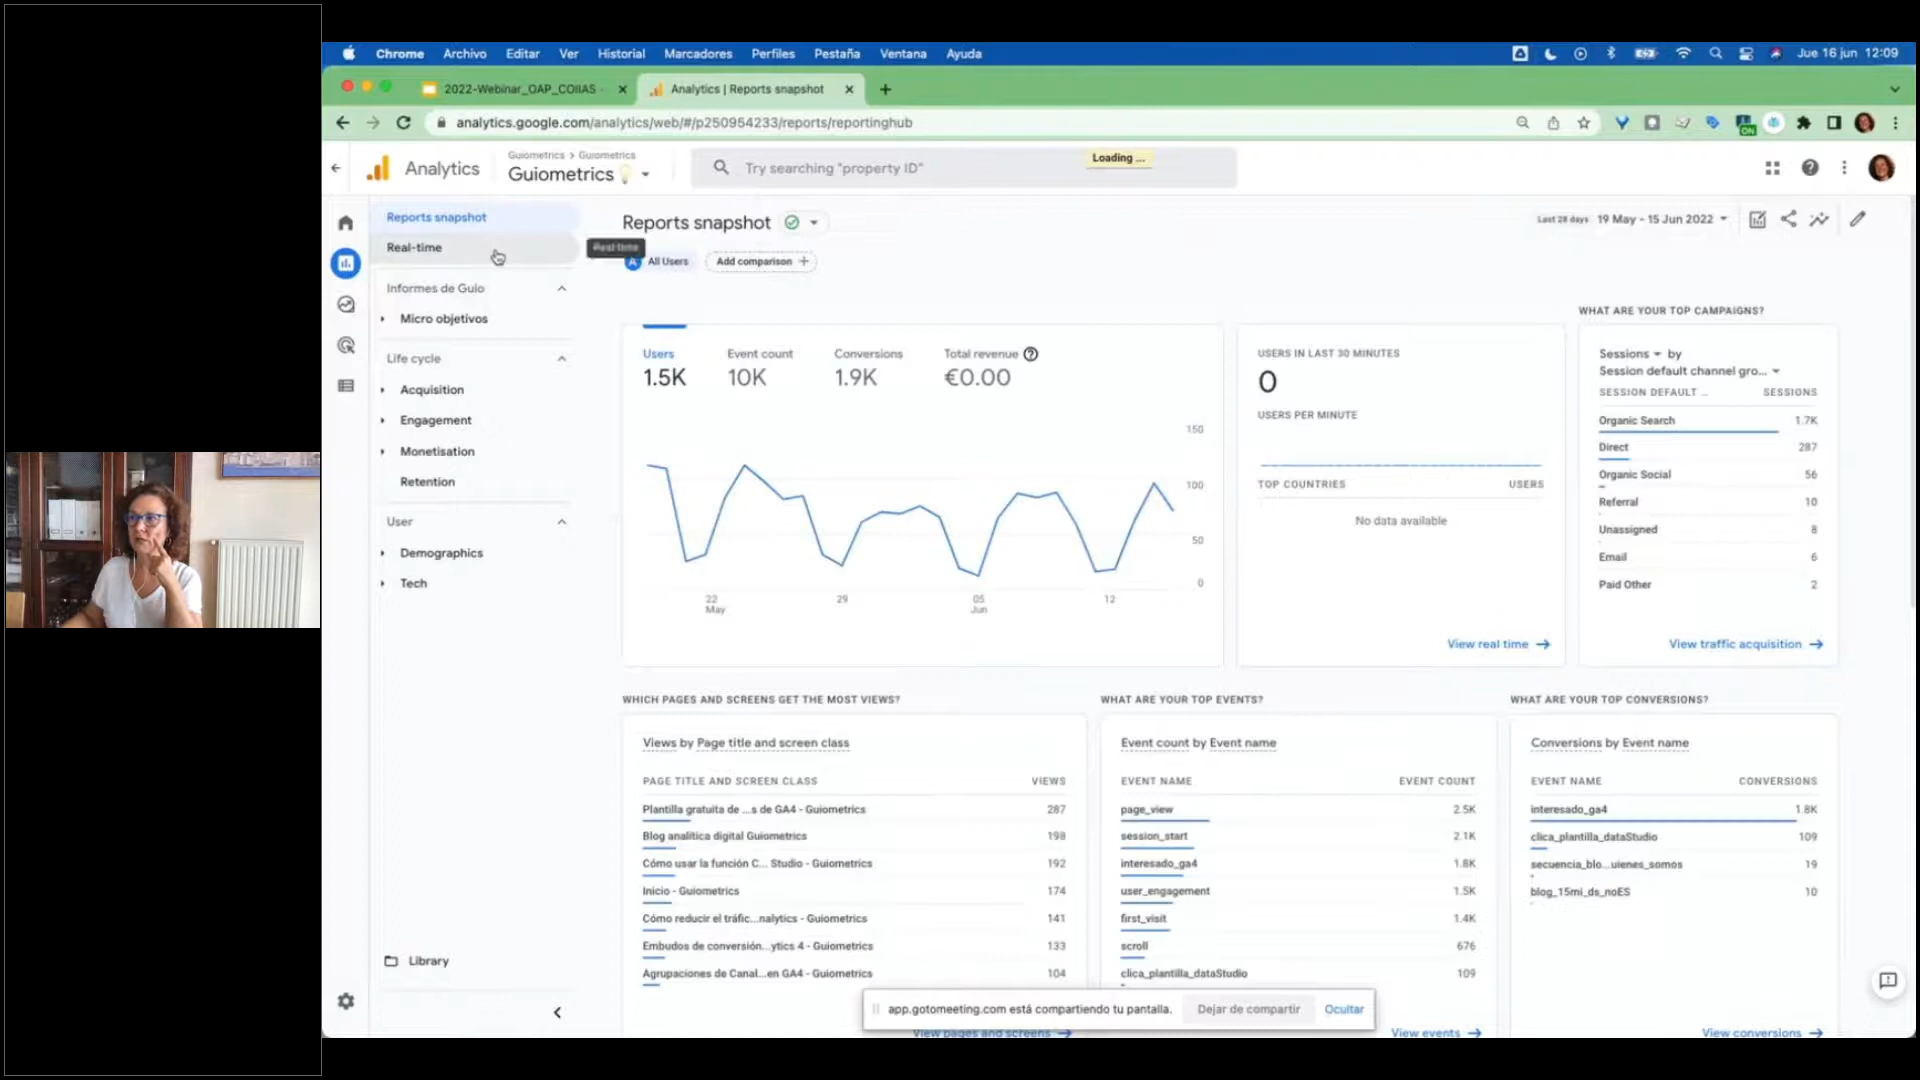 Chrome Archivo Editar Ver Historial Marcadores Perfiles Pestaña Ventana Ayuda Jue 16 jun 12:09
2022-Webinar_OAP_COIIAS - Analytics | Reports snapshot
analytics.google.com/analytics/web/#/p250954233/reports/reportinghub
ON
Analytics
Guiometrics > Guiometrics
Guiometrics
Try searching "property ID"
Loading ...
Reports snapshot
Real-time
Informes de Guio
Micro objetivos
Life cycle
Acquisition
Engagement
Monetisation
Retention
User
Demographics
Tech
Library
Reports snapshot
Last 28 days 19 May - 15 Jun 2022
Real-time
A All Users
Add comparison +
Users
1.5K
Event count
10K
Conversions
1.9K
Total revenue
€0.00
150
100
50
0
22
May
29
05
Jun
12
USERS IN LAST 30 MINUTES
0
USERS PER MINUTE
TOP COUNTRIES USERS
No data available
View real time
WHAT ARE YOUR TOP CAMPAIGNS?
Sessions by
Session default channel gro...
SESSION DEFAULT ... SESSIONS
Organic Search 1.7K
Direct 287
Organic Social 56
Referral 10
Unassigned 8
Email 6
Paid Other 2
View traffic acquisition
WHICH PAGES AND SCREENS GET THE MOST VIEWS?
Views by Page title and screen class
PAGE TITLE AND SCREEN CLASS VIEWS
Plantilla gratuita de ...s de GA4 - Guiometrics 287
Blog analítica digital Guiometrics 198
Cómo usar la función C... Studio - Guiometrics 192
Inicio - Guiometrics 174
Cómo reducir el tráfic...nalytics - Guiometrics 141
Embudos de conversión...ytics 4 - Guiometrics 133
Agrupaciones de Canal...en GA4 - Guiometrics 104
View pages and screens
WHAT ARE YOUR TOP EVENTS?
Event count by Event name
EVENT NAME EVENT COUNT
page_view 2.5K
session_start 2.1K
interesado_ga4 1.8K
user_engagement 1.5K
first_visit 1.4K
scroll 676
clica_plantilla_dataStudio 109
View events
WHAT ARE YOUR TOP CONVERSIONS?
Conversions by Event name
EVENT NAME CONVERSIONS
interesado_ga4 1.8K
clica_plantilla_dataStudio 109
secuencia_blo...uienes_somos 19
blog_15mi_ds_noES 10
View conversions
app.gotomeeting.com está compartiendo tu pantalla. Dejar de compartir Ocultar